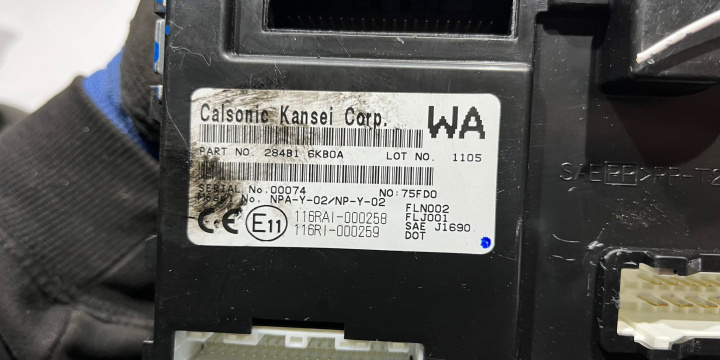 Calsonic Kansei Corp. WA
PART NO. 284B1 6KB0A LOT NO. 1105
SERIAL No.00074 NO:75FD0
Model No. NPA-Y-02/NP-Y-02
CE E11 116RAI-000258 FLN002
116RI-000259 FLJ001
SAE J1690
DOT